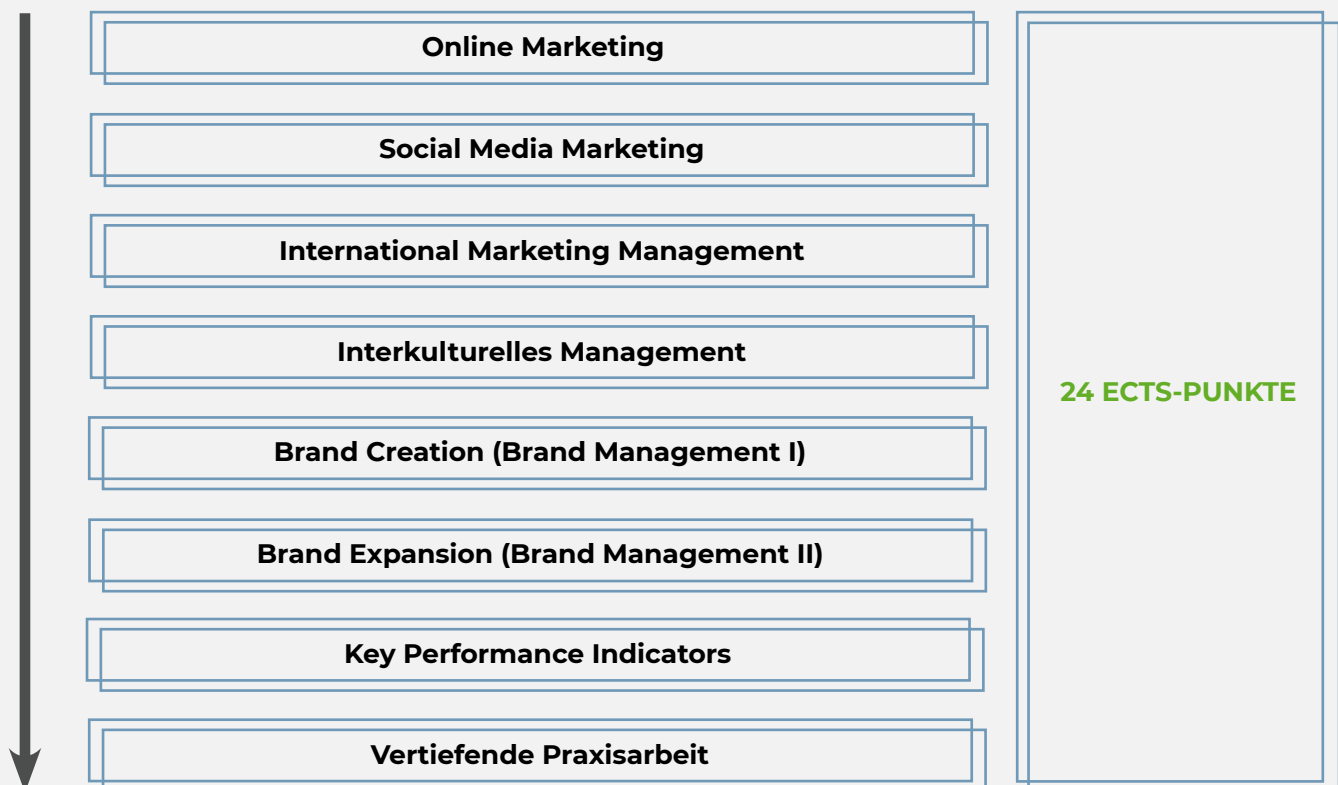 Online Marketing
Social Media Marketing
International Marketing Management
Interkulturelles Management
24 ECTS-PUNKTE
Brand Creation (Brand Management I)
Brand Expansion (Brand Management II)
Key Performance Indicators
Vertiefende Praxisarbeit